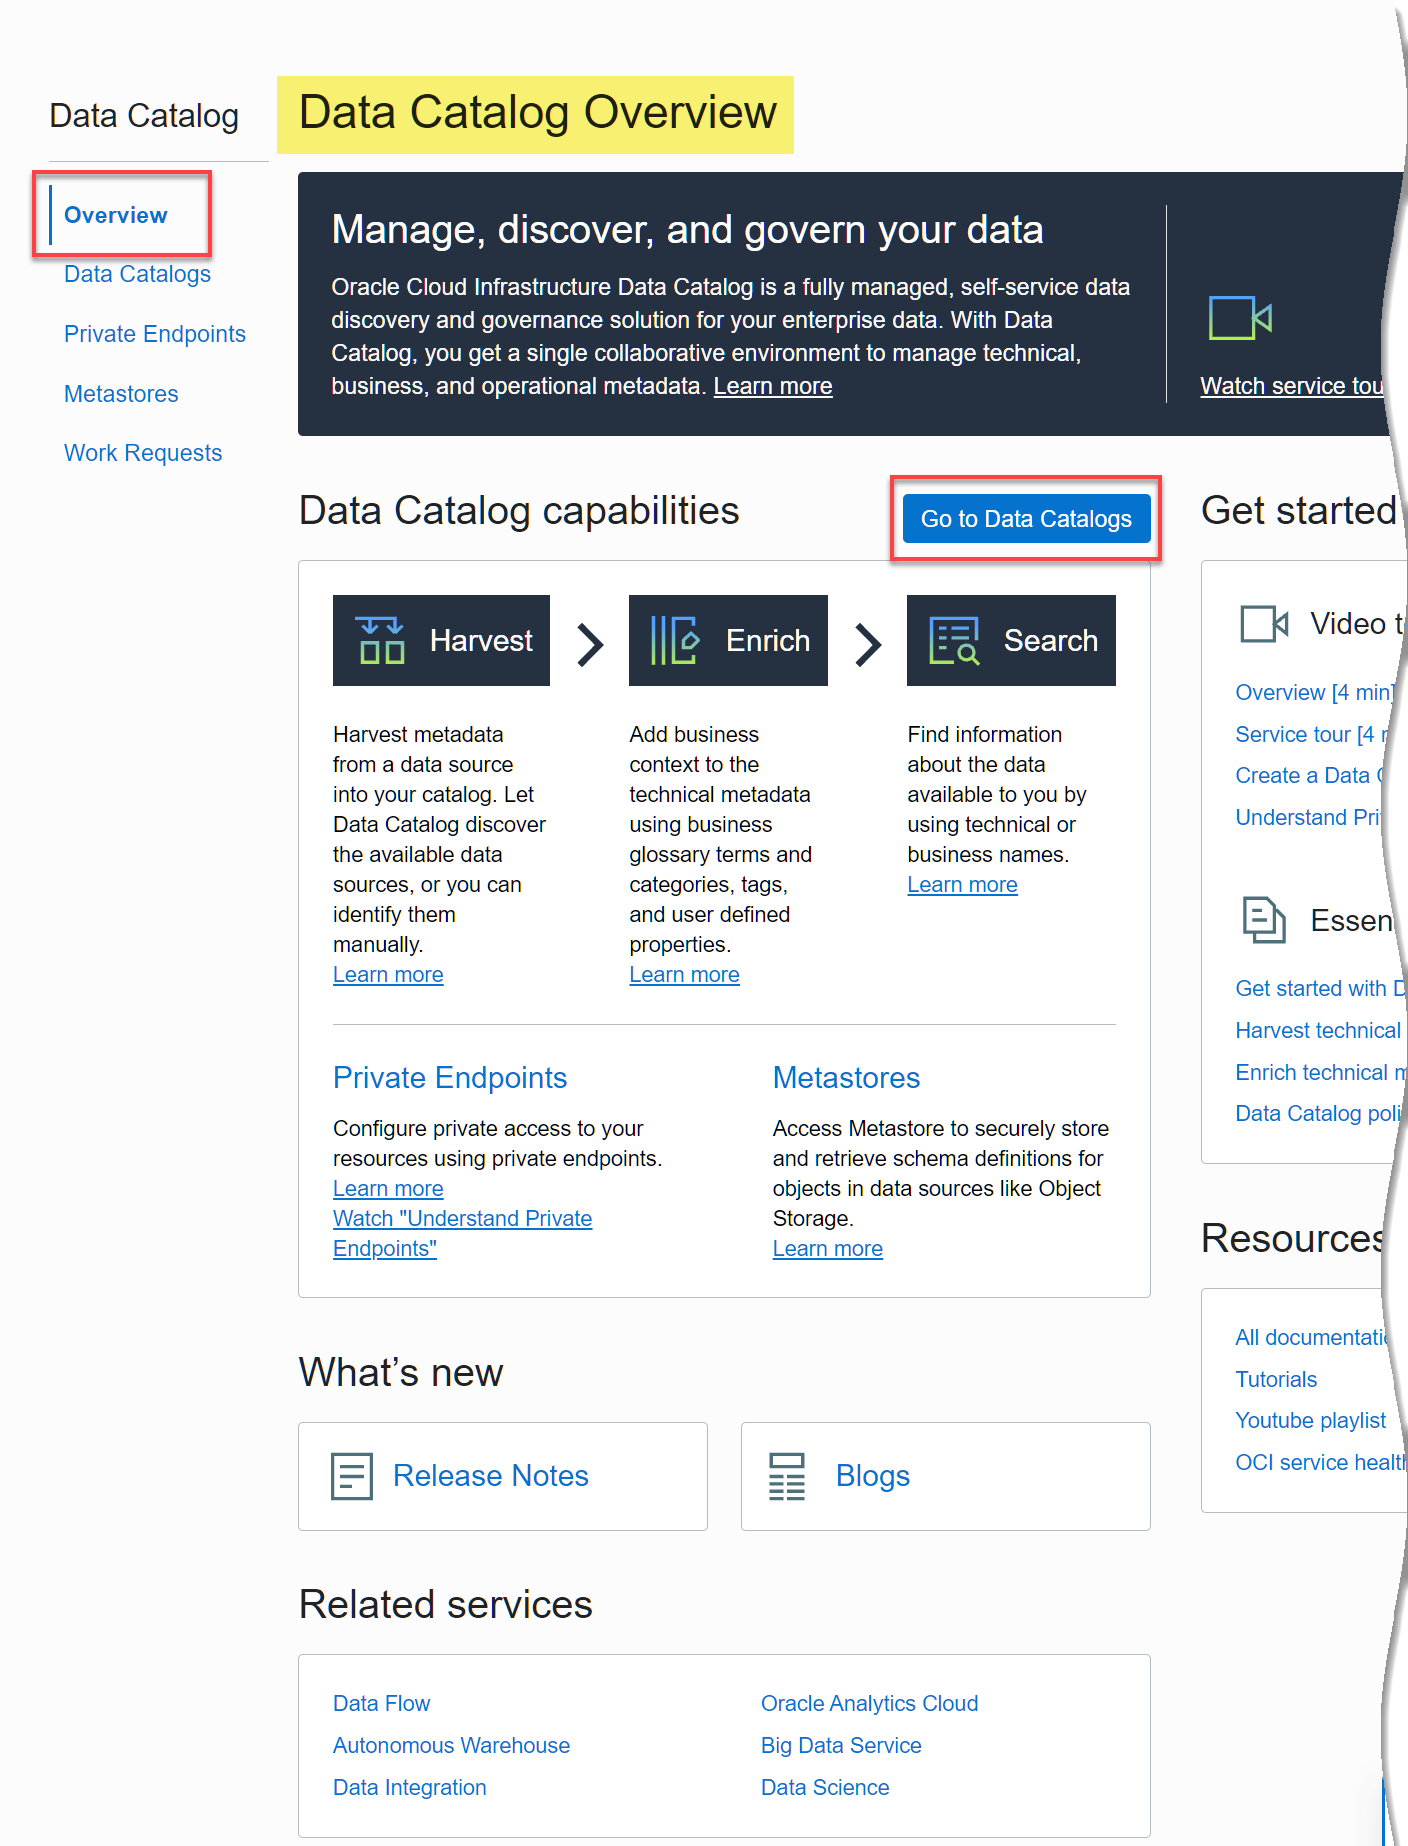 Data Catalog
Overview
Data Catalogs
Private Endpoints
Metastores
Work Requests
Data Catalog Overview
Manage, discover, and govern your data
Oracle Cloud Infrastructure Data Catalog is a fully managed, self-service data
discovery and governance solution for your enterprise data. With Data
Catalog, you get a single collaborative environment to manage technical,
business, and operational metadata. Learn more
Watch service
Data Catalog capabilities
Go to Data Catalogs
Harvest
Harvest metadata
from a data source
into your catalog. Let
Data Catalog discover
the available data
sources, or you can
identify them
manually.
Learn more
Enrich
Add business
context to the
technical metadata
using business
glossary terms and
categories, tags,
and user defined
properties.
Learn more
Search
Find information
about the data
available to you by
using technical or
business names.
Learn more
Private Endpoints
Configure private access to your
resources using private endpoints.
Learn more
Watch "Understand Private
Endpoints"
Metastores
Access Metastore to securely store
and retrieve schema definitions for
objects in data sources like Object
Storage.
Learn more
What's new
Release Notes
Blogs
Related services
Data Flow
Autonomous Warehouse
Data Integration
Oracle Analytics Cloud
Big Data Service
Data Science
Get started
Video
Overview [4 min]
Service tour [4
Create a Data
Understand
Get started with
Harvest technical
Enrich technical
Data Catalog
Resources
All
Tutorials
Youtube playlist
OCI service